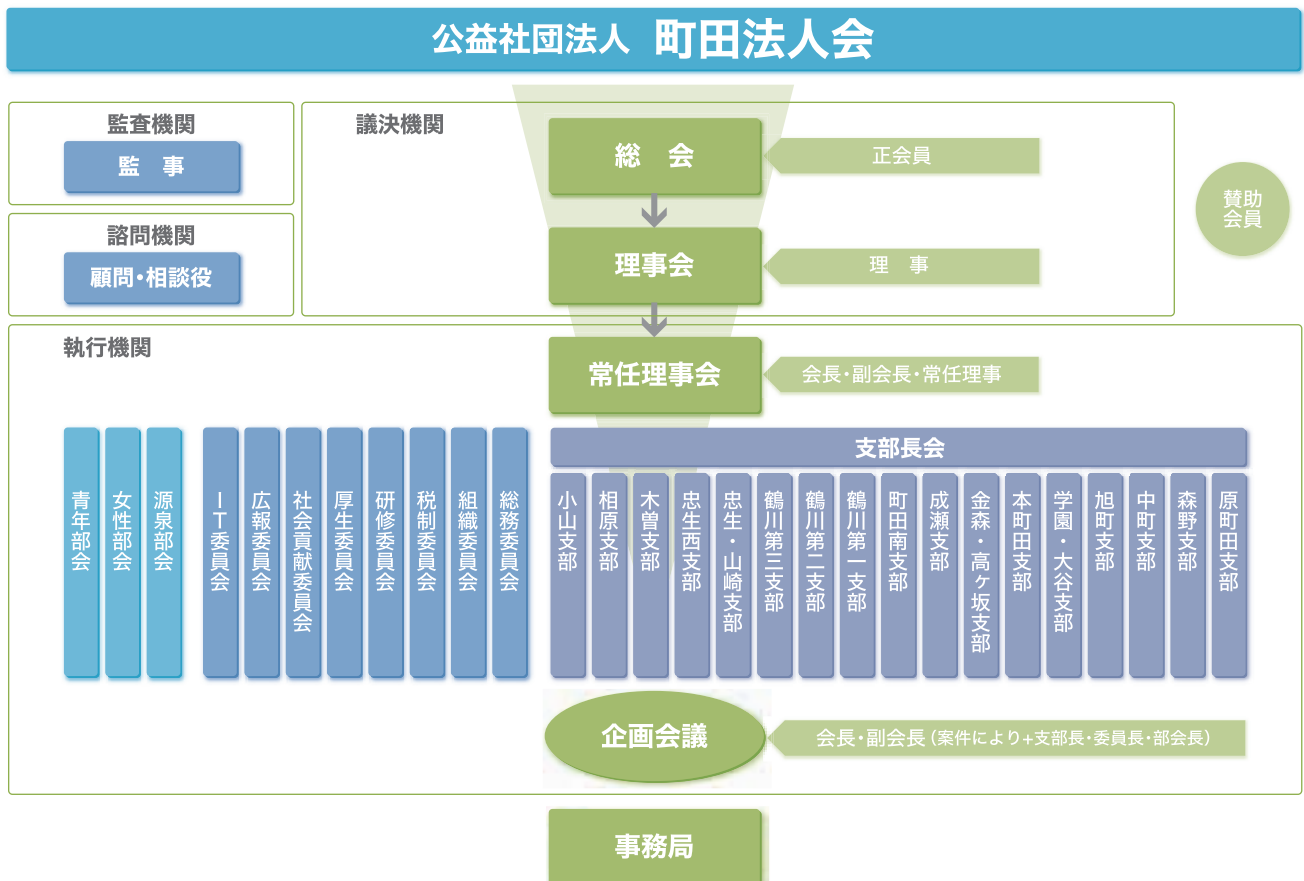 公益社団法人 町田法人会
監査機関
監 事
諮問機関
顧問・相談役
議決機関
総 会
正会員
理事会
理 事
賛助
会員
執行機関
常任理事会
会長・副会長・常任理事
青年部会
女性部会
源泉部会
IT委員会
広報委員会
社会貢献委員会
厚生委員会
研修委員会
税制委員会
組織委員会
総務委員会
支部長会
小山支部
相原支部
木曽支部
忠生西支部
忠生・山崎支部
鶴川第三支部
鶴川第二支部
鶴川第一支部
町田南支部
成瀬支部
金森・高ヶ坂支部
本町田支部
学園・大谷支部
旭町支部
中町支部
森野支部
原町田支部
企画会議
会長・副会長（案件により+支部長・委員長・部会長）
事務局